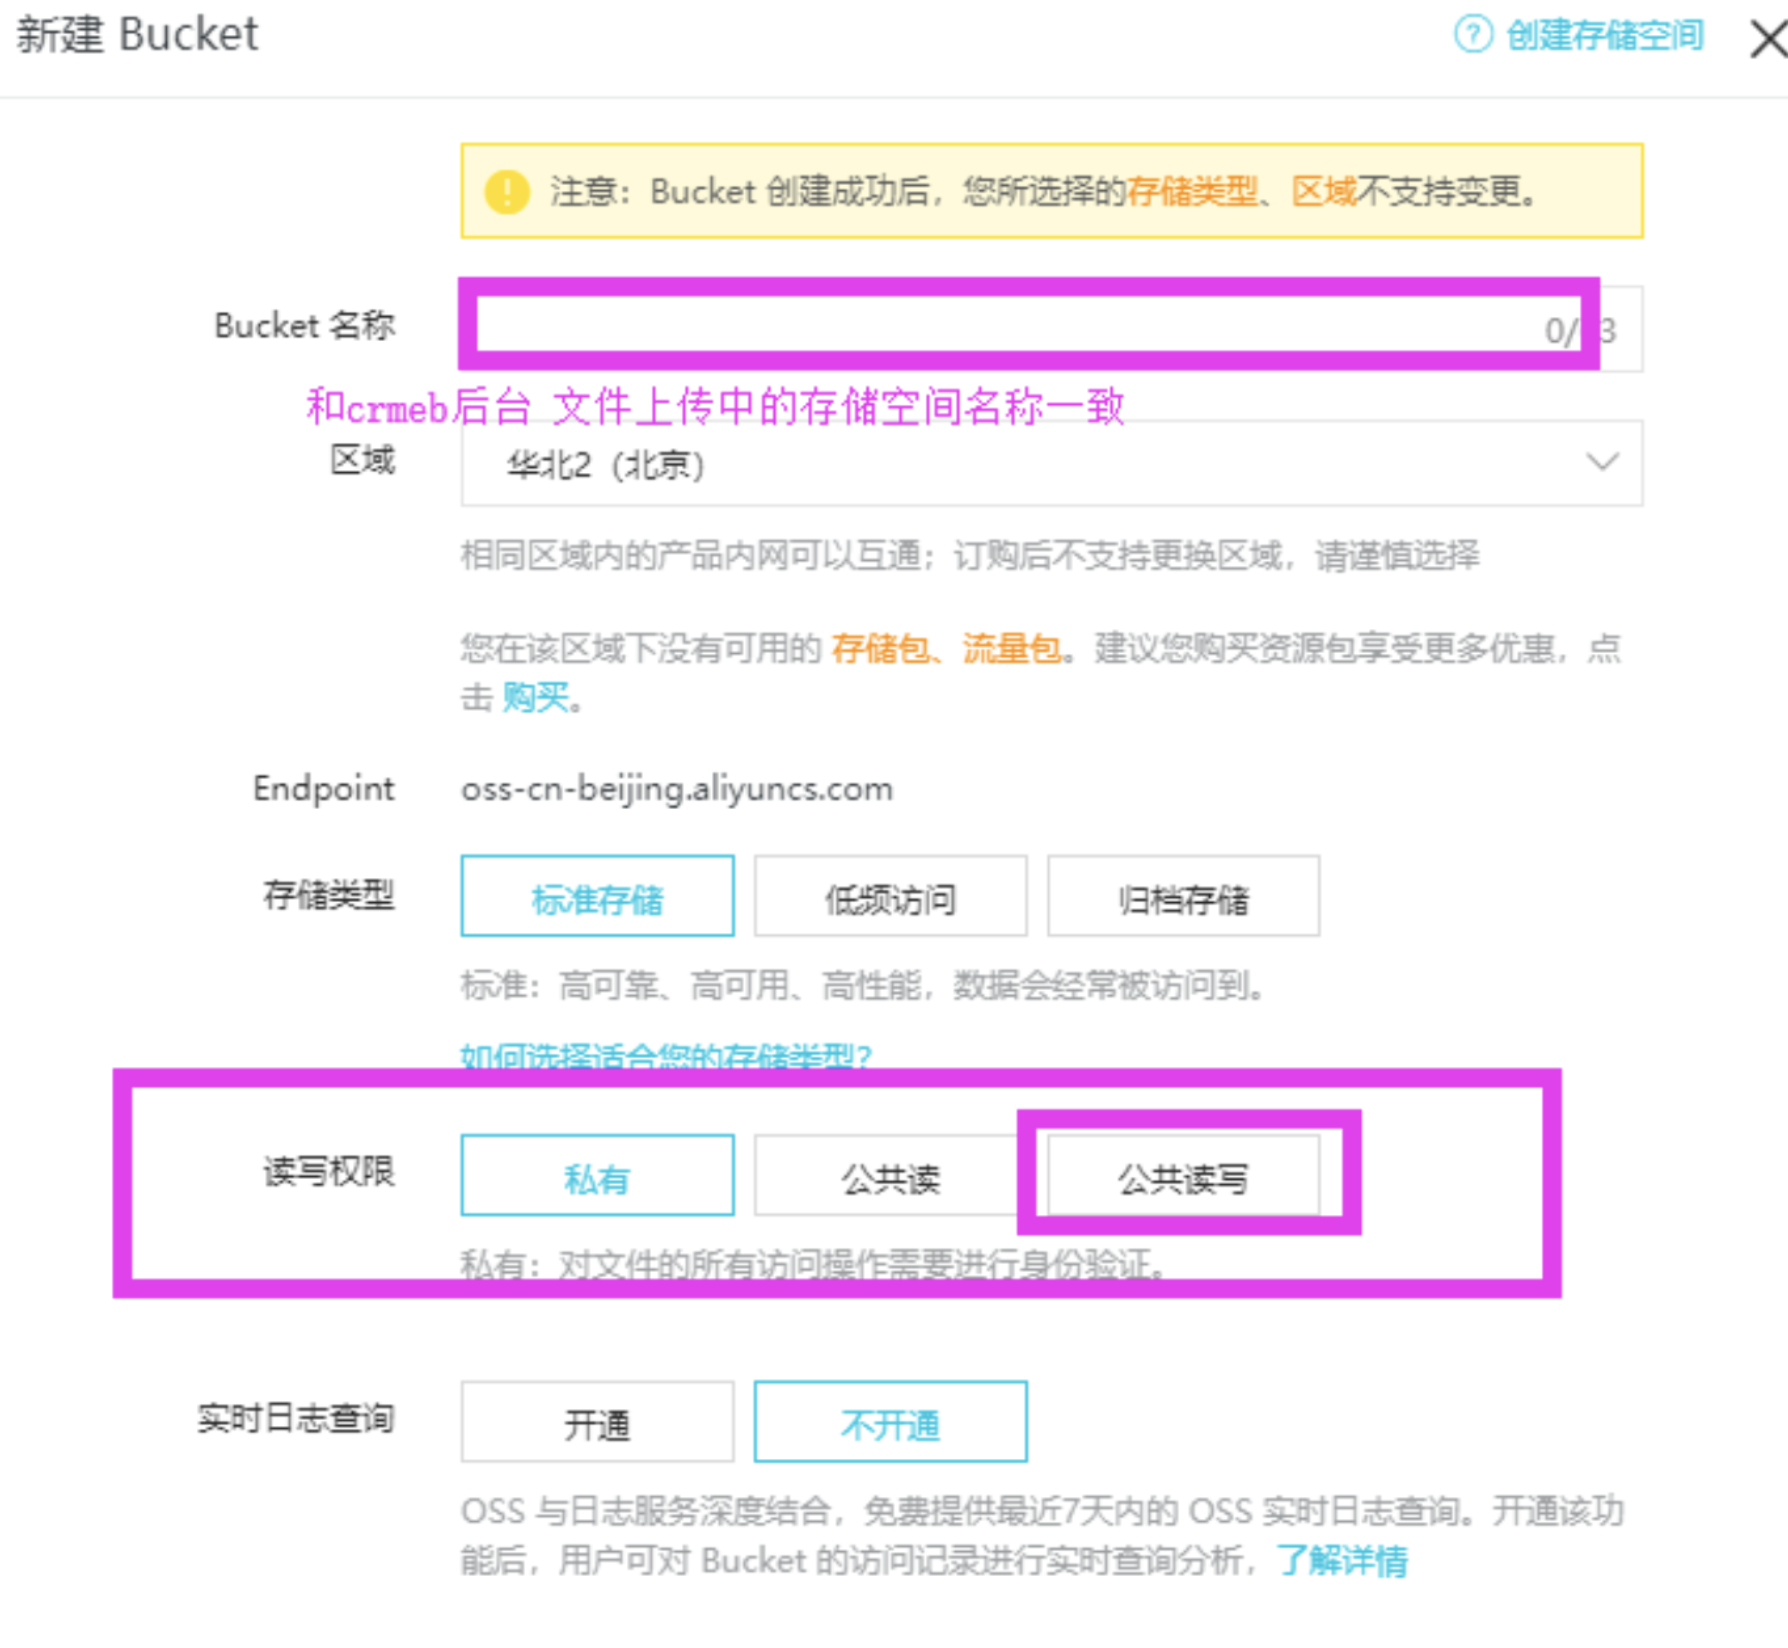 新建 Bucket
? 创建存储空间
! 注意：Bucket 创建成功后，您所选择的存储类型、区域不支持变更。
Bucket 名称
0/ 3
和crmeb后台 文件上传中的存储空间名称一致
区域
华北2（北京）
相同区域内的产品内网可以互通；订购后不支持更换区域，请谨慎选择
您在该区域下没有可用的 存储包、流量包。建议您购买资源包享受更多优惠，点
击 购买。
Endpoint
oss-cn-beijing.aliyuncs.com
存储类型
标准存储
低频访问
归档存储
标准：高可靠、高可用、高性能，数据会经常被访问到。
如何选择适合您的存储类型？
读写权限
私有
公共读
公共读写
私有：对文件的所有访问操作需要进行身份验证。
实时日志查询
开通
不开通
OSS 与日志服务深度结合，免费提供最近7天内的 OSS 实时日志查询。开通该功
能后，用户可对 Bucket 的访问记录进行实时查询分析，了解详情